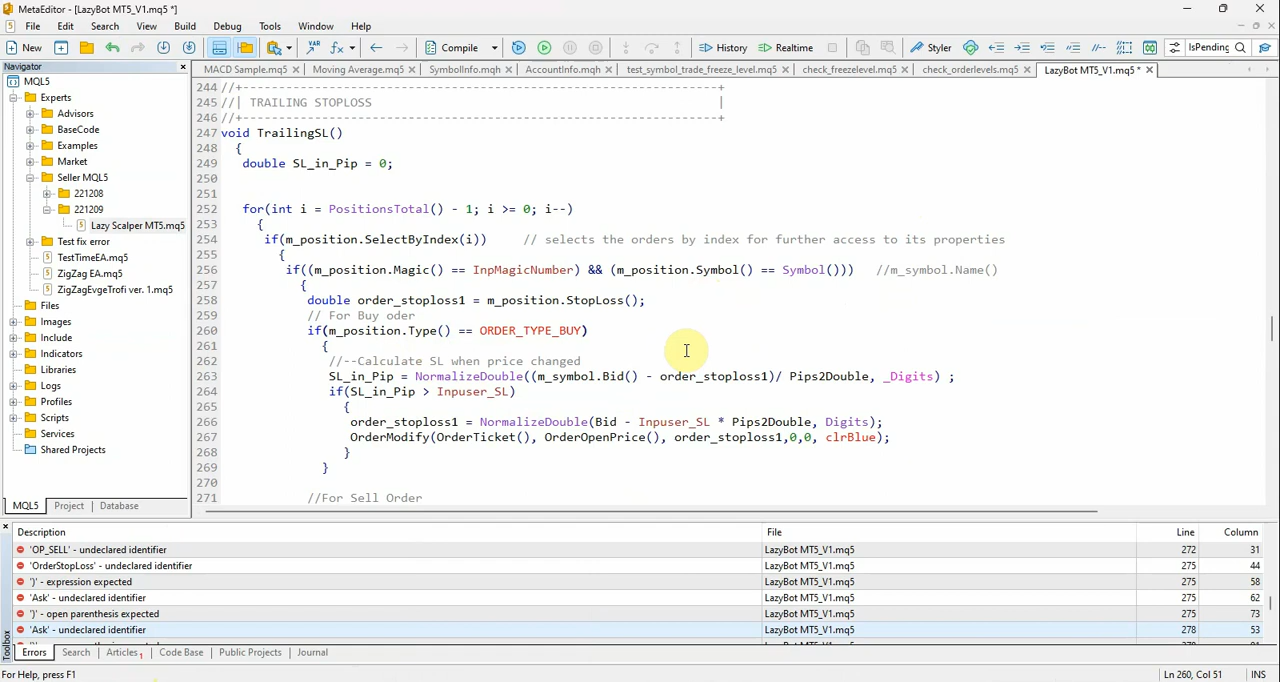 MetaEditor - [LazyBot MT5_V1.mq5 *]
File Edit Search View Build Debug Tools Window Help
New VAR Compile History Realtime Styler IsPending
Navigator
MACD Sample.mq5 Moving Average.mq5 SymbolInfo.mqh AccountInfo.mqh test_symbol_trade_freeze_level.mq5 check_freezelevel.mq5 check_orderlevels.mq5 LazyBot MT5_V1.mq5 *
MQL5
Experts
Advisors
BaseCode
Examples
Market
Seller MQL5
221208
221209
Lazy Scalper MT5.mq5
Test fix error
TestTimeEA.mq5
ZigZag EA.mq5
ZigZagEvgeTrofi ver. 1.mq5
Files
Images
Include
Indicators
Libraries
Logs
Profiles
Scripts
Services
Shared Projects
MQL5 Project Database
244 //+------------------------------------------------------------------+
245 //| TRAILING STOPLOSS |
246 //+------------------------------------------------------------------+
247 void TrailingSL()
248 {
249 double SL_in_Pip = 0;
250
251
252 for(int i = PositionsTotal() - 1; i >= 0; i--)
253 {
254 if(m_position.SelectByIndex(i)) // selects the orders by index for further access to its properties
255 {
256 if((m_position.Magic() == InpMagicNumber) && (m_position.Symbol() == Symbol())) //m_symbol.Name()
257 {
258 double order_stoploss1 = m_position.StopLoss();
259 // For Buy oder
260 if(m_position.Type() == ORDER_TYPE_BUY)
261 {
262 //--Calculate SL when price changed
263 SL_in_Pip = NormalizeDouble((m_symbol.Bid() - order_stoploss1)/ Pips2Double, _Digits) ;
264 if(SL_in_Pip > Inpuser_SL)
265 {
266 order_stoploss1 = NormalizeDouble(Bid - Inpuser_SL * Pips2Double, Digits);
267 OrderModify(OrderTicket(), OrderOpenPrice(), order_stoploss1,0,0, clrBlue);
268 }
269 }
270
271 //For Sell Order
Description File Line Column
'OP_SELL' - undeclared identifier LazyBot MT5_V1.mq5 272 31
'OrderStopLoss' - undeclared identifier LazyBot MT5_V1.mq5 275 44
')' - expression expected LazyBot MT5_V1.mq5 275 58
'Ask' - undeclared identifier LazyBot MT5_V1.mq5 275 62
')' - open parenthesis expected LazyBot MT5_V1.mq5 275 73
'Ask' - undeclared identifier LazyBot MT5_V1.mq5 278 53
Toolbox
Errors Search Articles 1 Code Base Public Projects Journal
For Help, press F1 Ln 260, Col 51 INS